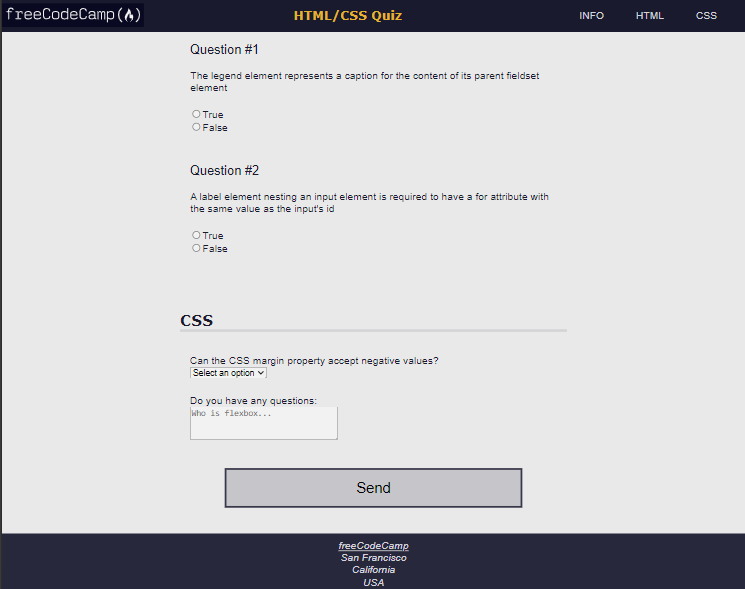 freeCodeCamp(🔥)
HTML/CSS Quiz
INFO
HTML
CSS
Question #1
The legend element represents a caption for the content of its parent fieldset
element
True
False
Question #2
A label element nesting an input element is required to have a for attribute with
the same value as the input's id
True
False
CSS
Can the CSS margin property accept negative values?
Select an option
Do you have any questions:
Who is flexbox...
Send
freeCodeCamp
San Francisco
California
USA